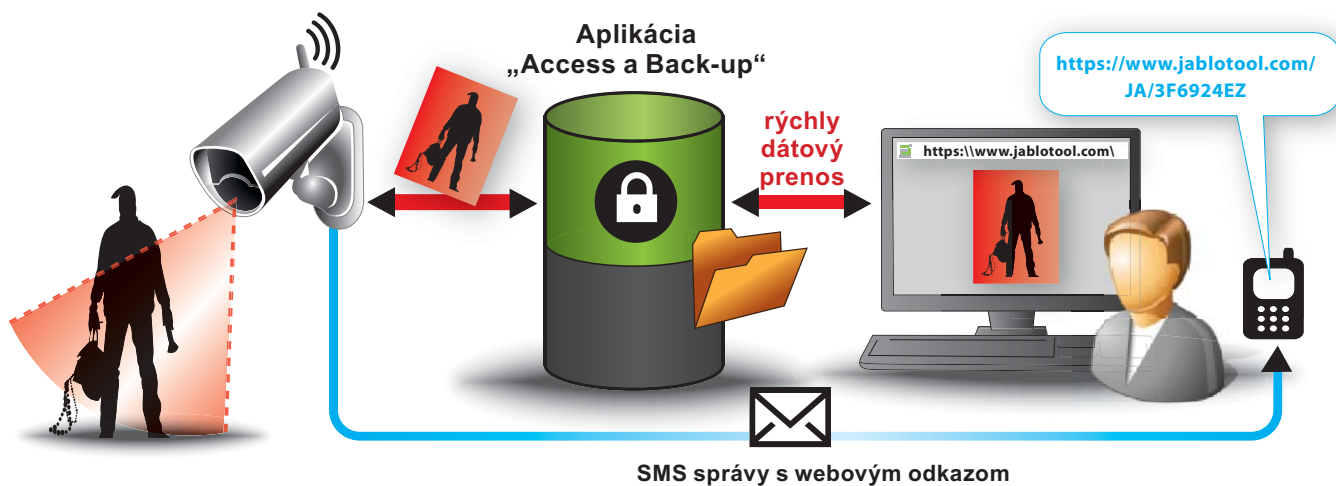 Aplikácia
„Access a Back-up“
https://www.jablotool.com/
JA/3F6924EZ
rýchly
dátový
prenos
https:\\www.jablotool.com\
SMS správy s webovým odkazom